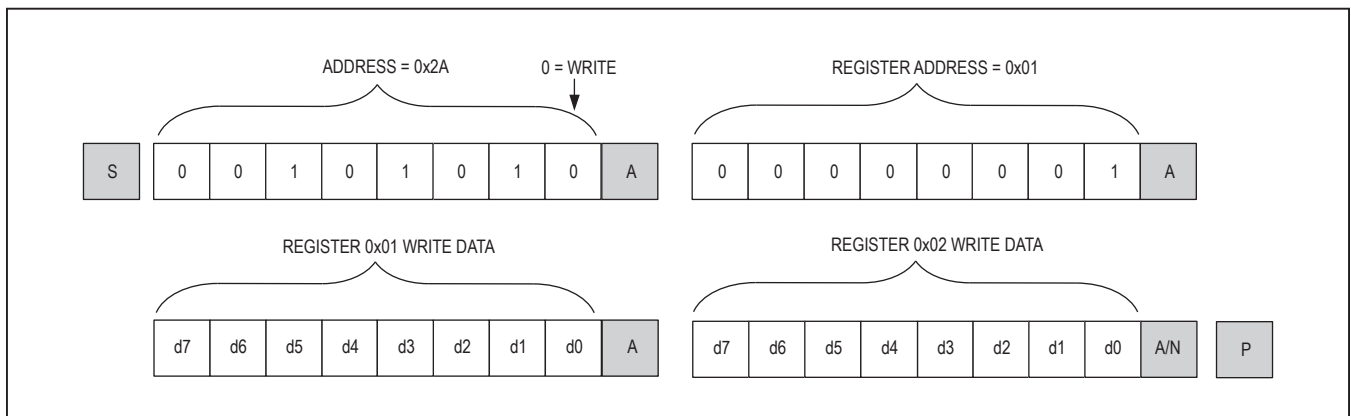 ADDRESS = 0x2A 0 = WRITE REGISTER ADDRESS = 0x01
S 0 0 1 0 1 0 1 0 A 0 0 0 0 0 0 0 1 A
REGISTER 0x01 WRITE DATA REGISTER 0x02 WRITE DATA
d7 d6 d5 d4 d3 d2 d1 d0 A d7 d6 d5 d4 d3 d2 d1 d0 A/N P